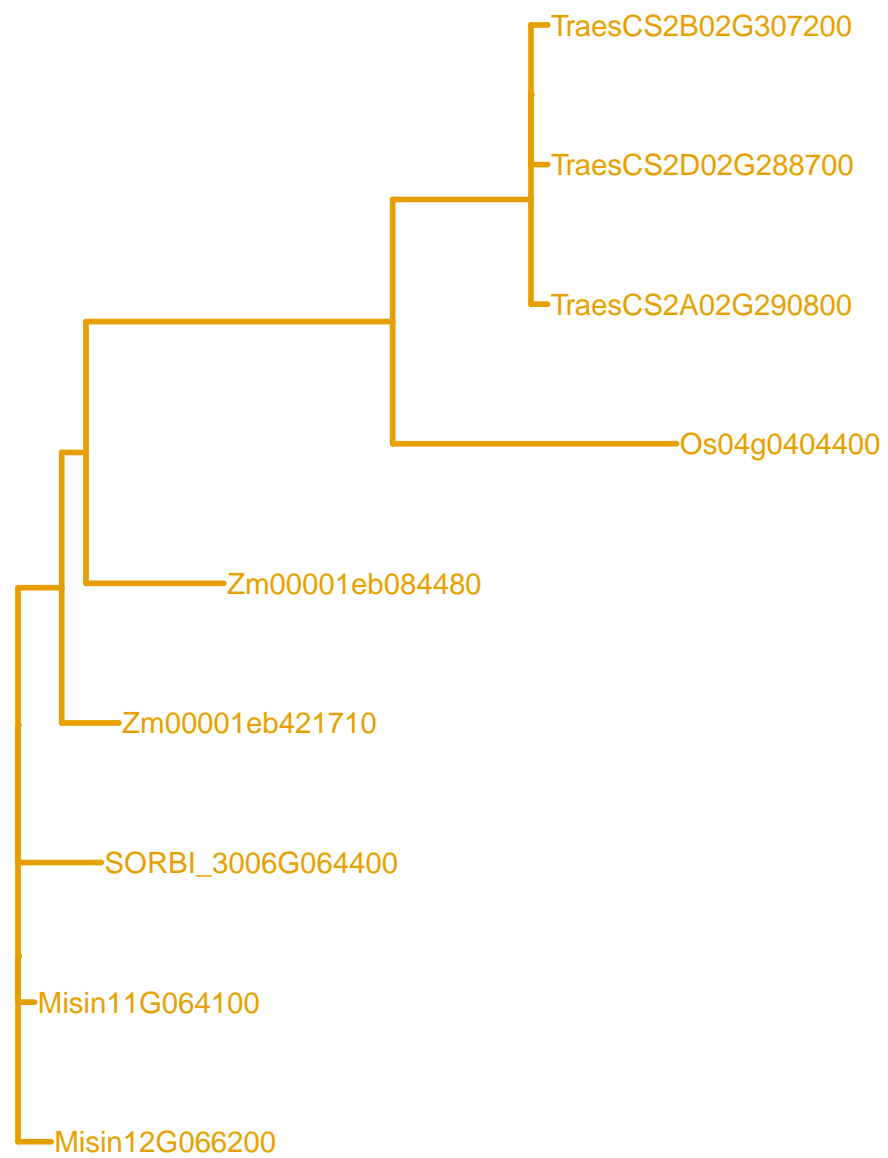 TraesCS2B02G307200
TraesCS2D02G288700
TraesCS2A02G290800
Os04g0404400
Zm00001eb084480
Zm00001eb421710
SORBI_3006G064400
Misin11G064100
Misin12G066200